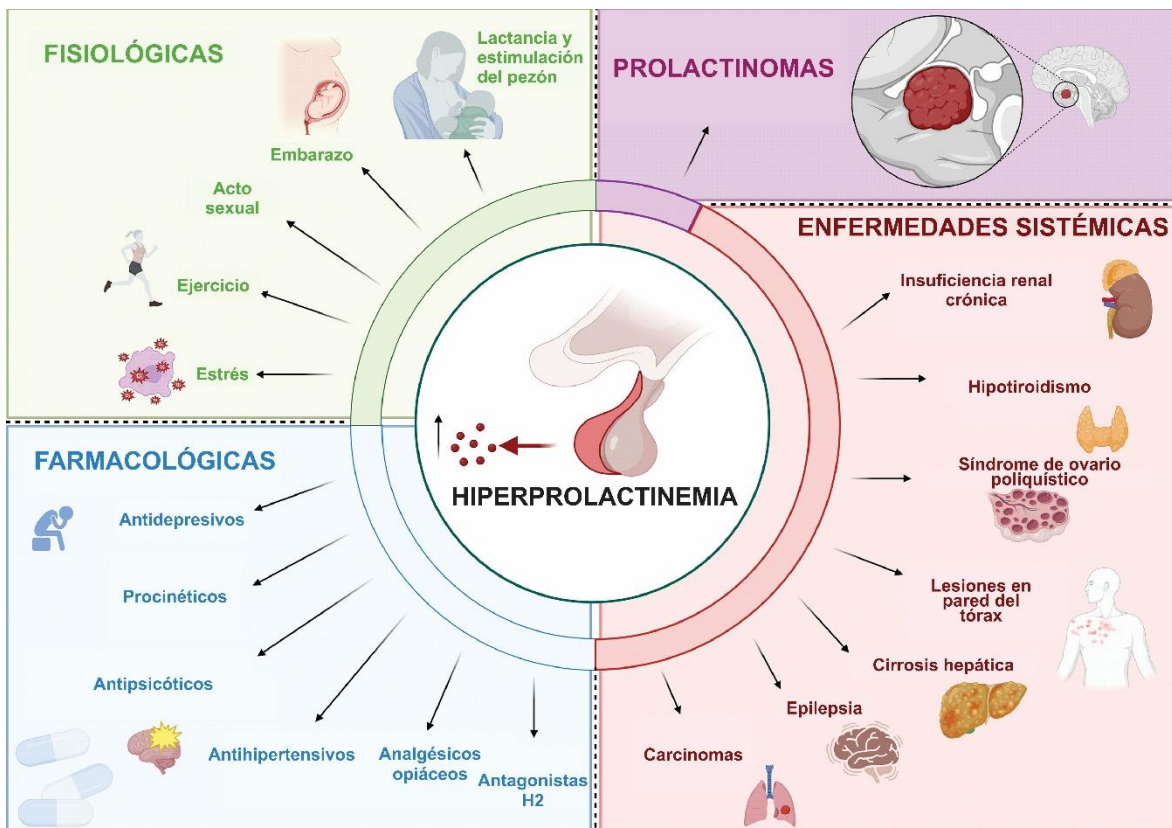 FISIOLÓGICAS
Lactancia y
estimulación
del pezón
Embarazo
Acto
sexual
Ejercicio
Estrés
PROLACTINOMAS
ENFERMEDADES SISTÉMICAS
Insuficiencia renal
crónica
Hipotiroidismo
Síndrome de ovario
poliquístico
Lesiones en
pared del
tórax
Cirrosis hepática
Epilepsia
Carcinomas
HIPERPROLACTINEMIA
FARMACOLÓGICAS
Antidepresivos
Procinéticos
Antipsicóticos
Antihipertensivos
Analgésicos
opiáceos
Antagonistas
H2